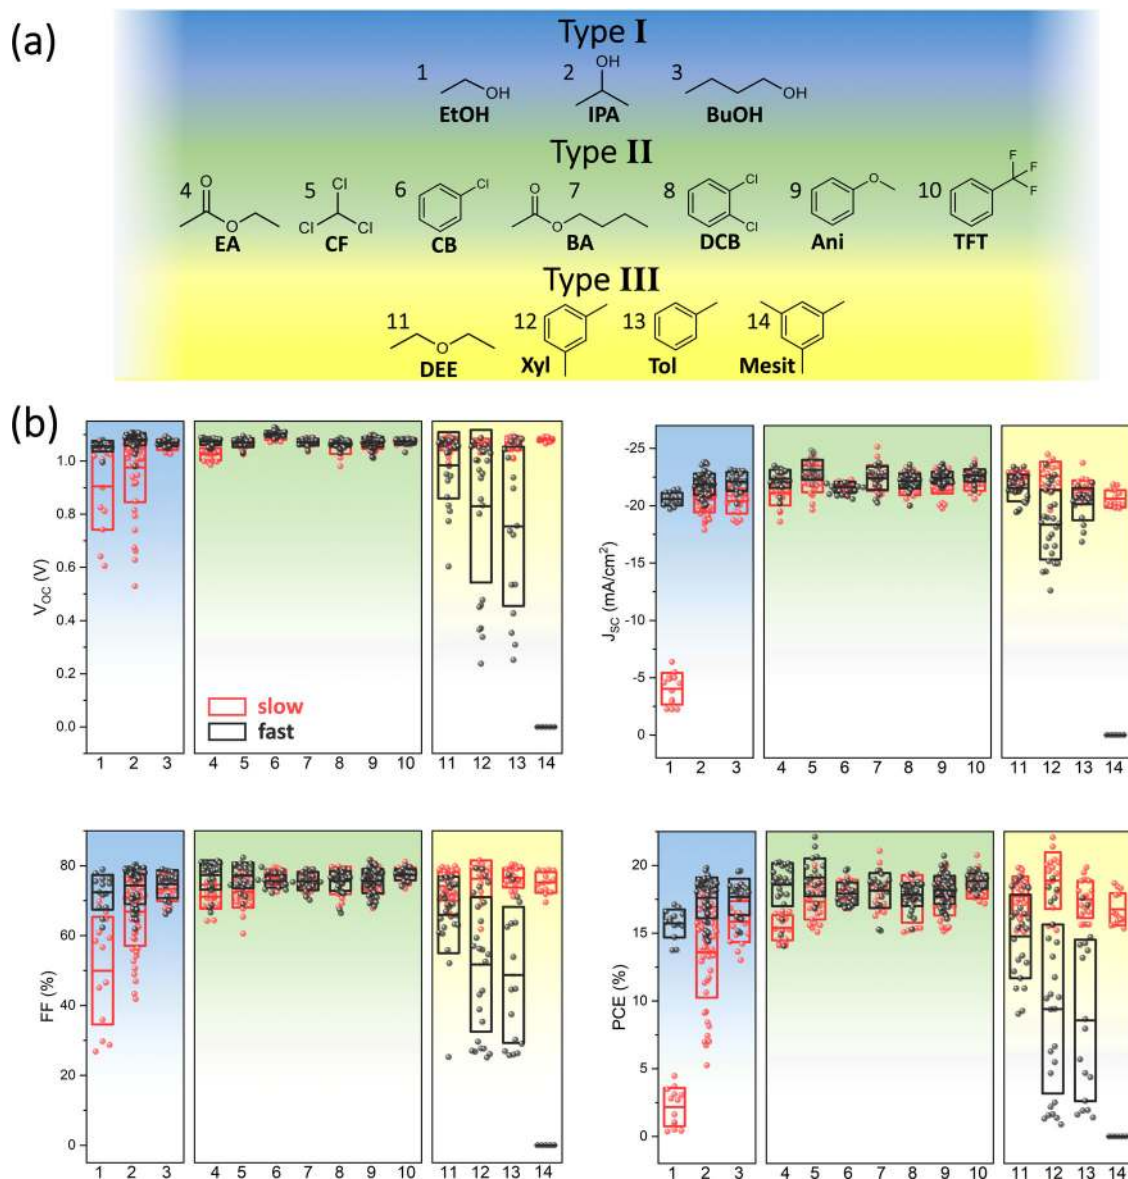 (a)
Type I
1
OH
EtOH
2
OH
IPA
3
OH
BuOH
Type II
4
O
O
EA
5
Cl
Cl
Cl
CF
6
Cl
CB
7
O
O
BA
8
Cl
Cl
DCB
9
O
Ani
10
F
F
F
TFT
Type III
11
O
DEE
12
Xyl
13
Tol
14
Mesit
(b)
VOC (V)
1.0
0.8
0.6
0.4
0.2
0.0
slow
fast
1 2 3 4 5 6 7 8 9 10 11 12 13 14
JSC (mA/cm²)
-25
-20
-15
-10
-5
0
1 2 3 4 5 6 7 8 9 10 11 12 13 14
FF (%)
80
60
40
20
0
1 2 3 4 5 6 7 8 9 10 11 12 13 14
PCE (%)
20
15
10
5
0
1 2 3 4 5 6 7 8 9 10 11 12 13 14